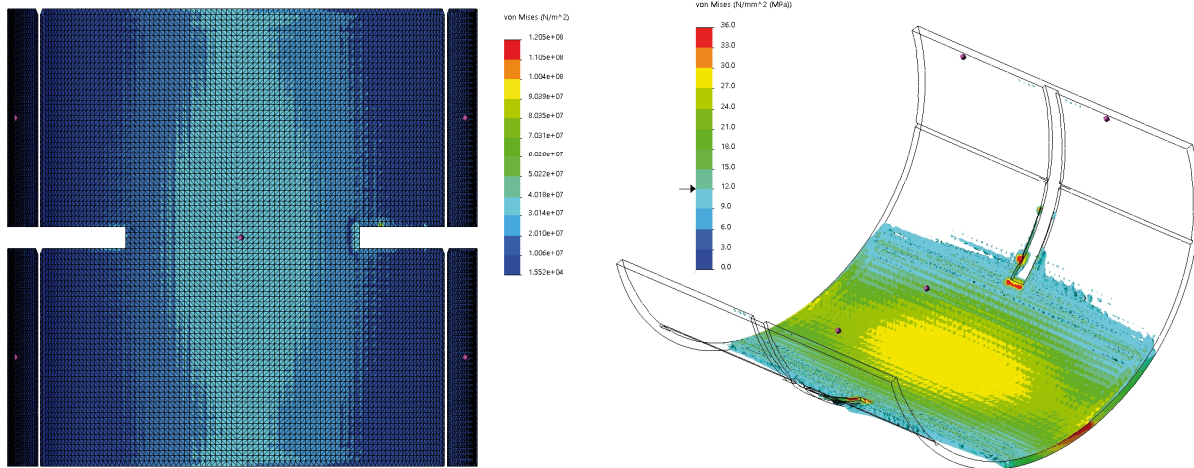 von Mises (N/m^2)
1.205e+08
1.105e+08
1.004e+08
9.039e+07
8.035e+07
7.031e+07
6.026e+07
5.022e+07
4.018e+07
3.014e+07
2.010e+07
1.006e+07
1.552e+04
von Mises (N/mm^2 (MPa))
36.0
33.0
30.0
27.0
24.0
21.0
18.0
15.0
12.0
9.0
6.0
3.0
0.0